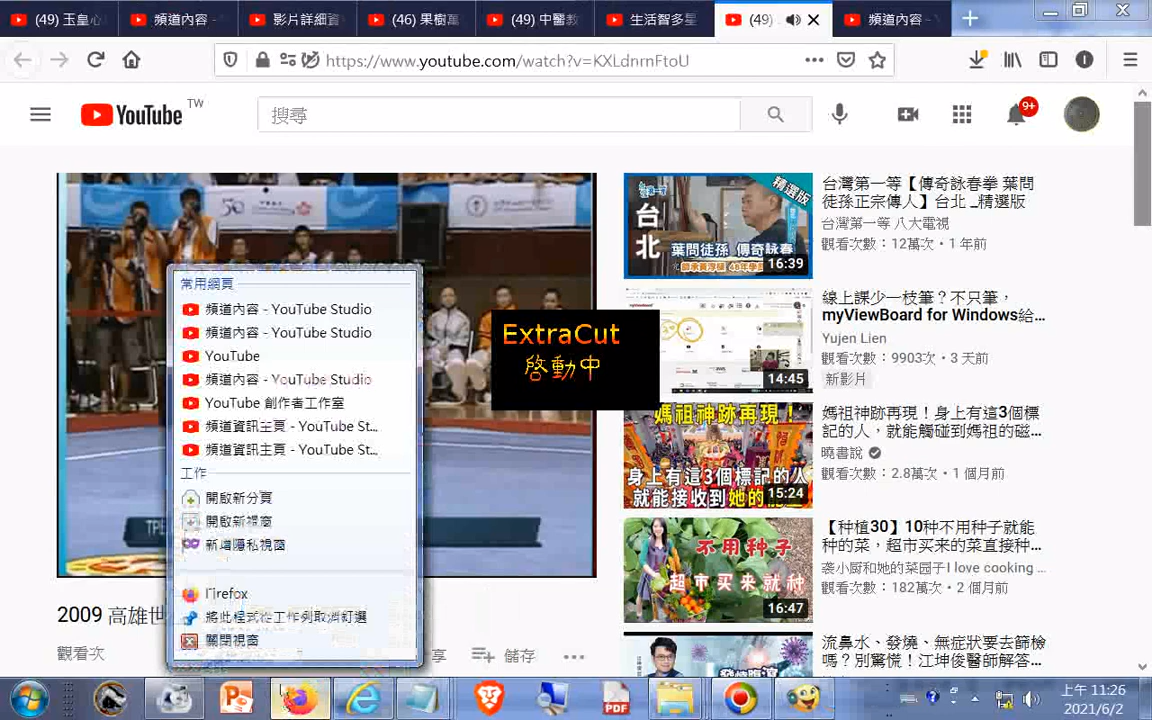 (49) 玉皇心
頻道內容 -
影片詳細資
(46) 果樹萬
(49) 中醫教
生活智多星
(49)
頻道內容 - Y
https://www.youtube.com/watch?v=KXLdnrnFtoU
YouTube TW
搜尋
9+
50
常用網頁
頻道內容 - YouTube Studio
頻道內容 - YouTube Studio
YouTube
頻道內容 - YouTube Studio
YouTube 創作者工作室
頻道資訊主頁 - YouTube St...
頻道資訊主頁 - YouTube St...
工作
開啟新分頁
開啟新視窗
新增隱私視窗
Firefox
將此程式從工作列取消釘選
關閉視窗
TPE
ExtraCut
啓動中
2009 高雄世
觀看次
享
儲存
精選版
台北
葉問徒孫 傳奇詠春
16:39
台灣第一等【傳奇詠春拳 葉問
徒孫正宗傳人】台北 _精選版
台灣第一等 八大電視
觀看次數：12萬次・1 年前
14:45
線上課少一枝筆？不只筆，
myViewBoard for Windows給…
Yujen Lien
觀看次數：9903次・3 天前
新影片
媽祖神跡再現！
身上有這3個標記的人
就能接收到她的能
15:24
媽祖神跡再現！身上有這3個標
記的人，就能觸碰到媽祖的磁…
曉書說
觀看次數：2.8萬次・1 個月前
不用种子
超市买来就种
16:47
【种植30】10种不用种子就能
种的菜，超市买来的菜直接种…
裘小厨和她的菜园子I love cooking …
觀看次數：182萬次・2 個月前
流鼻水、發燒、無症狀要去篩檢
嗎？別驚慌！江坤俊醫師解答…
PDF
上午 11:26
2021/6/2